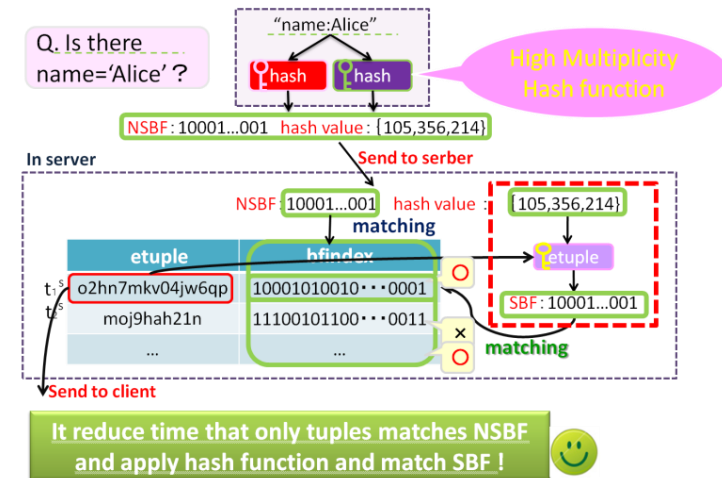 "name:Alice"
Q. Is there
name='Alice' ?
hash
hash
High Multiplicity
Hash function
NSBF : 10001...001 hash value : {105,356,214}
In server
Send to serber
NSBF : 10001...001 hash value : {105,356,214}
matching
etuple
bfindex
etuple
t₁ˢ
o2hn7mkv04jw6qp
10001010010···0001
○
SBF : 10001...001
t₂ˢ
moj9hah21n
11100101100···0011
×
matching
...
...
○
Send to client
It reduce time that only tuples matches NSBF
and apply hash function and match SBF !